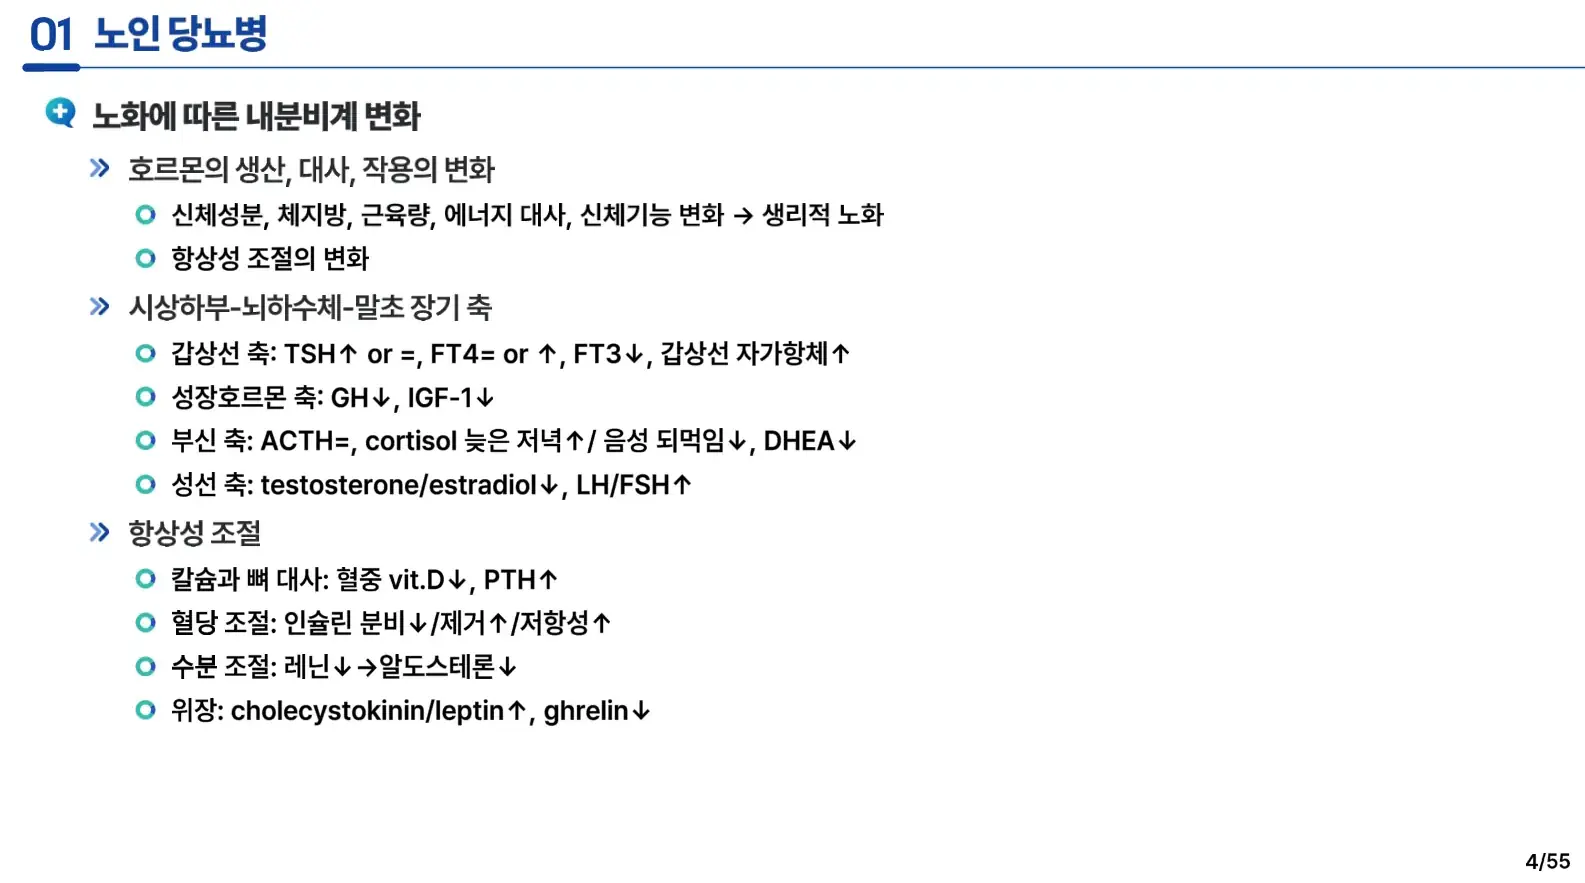 01 노인 당뇨병
노화에 따른 내분비계 변화
호르몬의 생산, 대사, 작용의 변화
신체성분, 체지방, 근육량, 에너지 대사, 신체기능 변화 → 생리적 노화
항상성 조절의 변화
시상하부-뇌하수체-말초 장기 축
갑상선 축: TSH↑ or =, FT4= or ↑, FT3↓, 갑상선 자가항체↑
성장호르몬 축: GH↓, IGF-1↓
부신 축: ACTH=, cortisol 늦은 저녁↑/ 음성 되먹임↓, DHEA↓
성선 축: testosterone/estradiol↓, LH/FSH↑
항상성 조절
칼슘과 뼈 대사: 혈중 vit.D↓, PTH↑
혈당 조절: 인슐린 분비↓/제거↑/저항성↑
수분 조절: 레닌↓→알도스테론↓
위장: cholecystokinin/leptin↑, ghrelin↓
4/55